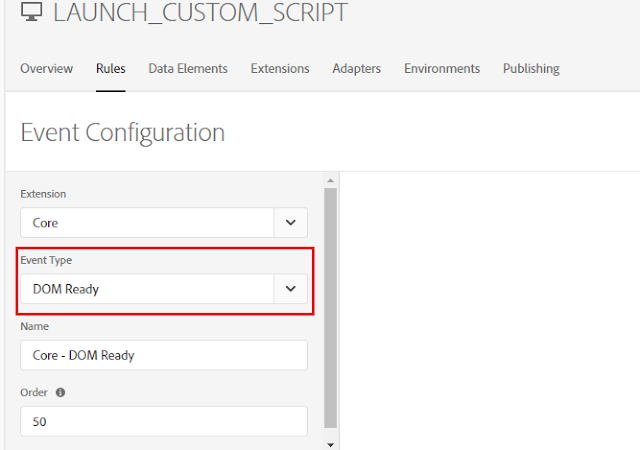 LAUNCH_CUSTOM_SCRIPT
Overview Rules Data Elements Extensions Adapters Environments Publishing
Event Configuration
Extension
Core
Event Type
DOM Ready
Name
Core - DOM Ready
Order
50